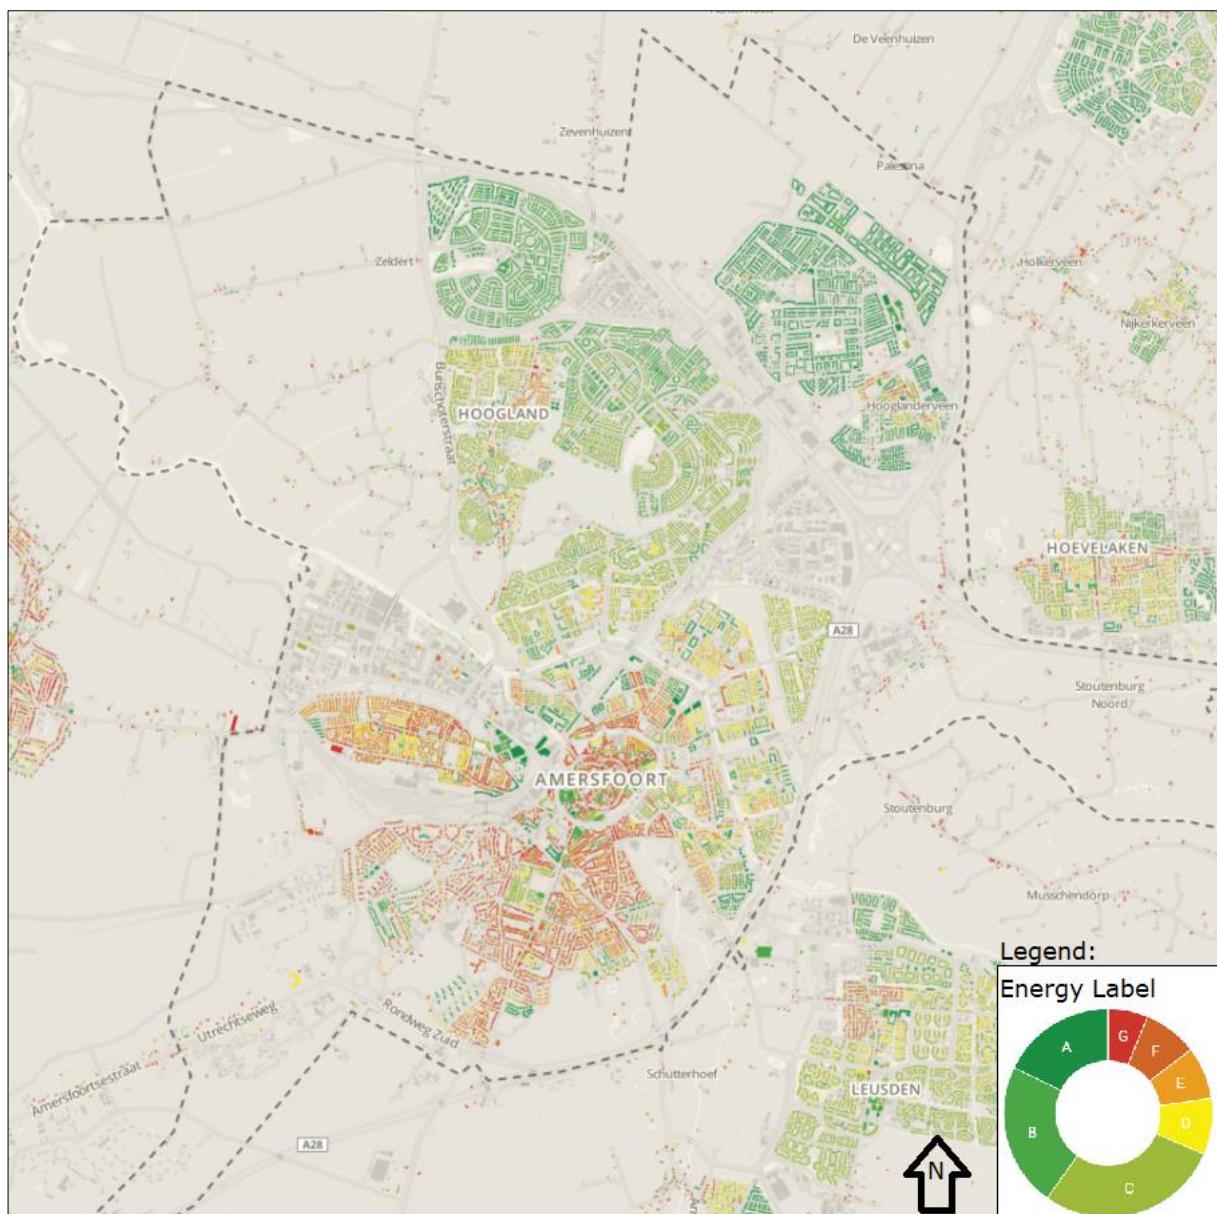 De Veenhuizen
Zevenhuizen
Palestina
Zeldert
Holkerveen
Nijkerkerveen
Bunschoterstraat
HOOGLAND
Hooglanderveen
HOEVELAKEN
A28
Stoutenburg
Noord
AMERSFOORT
Stoutenburg
Musschendorp
Legend:
Energy Label
Utrechtseweg
Rondweg Zuid
Amersfoortsestraat
Schutterhoef
LEUSDEN
A28
N
A
B
C
D
E
F
G